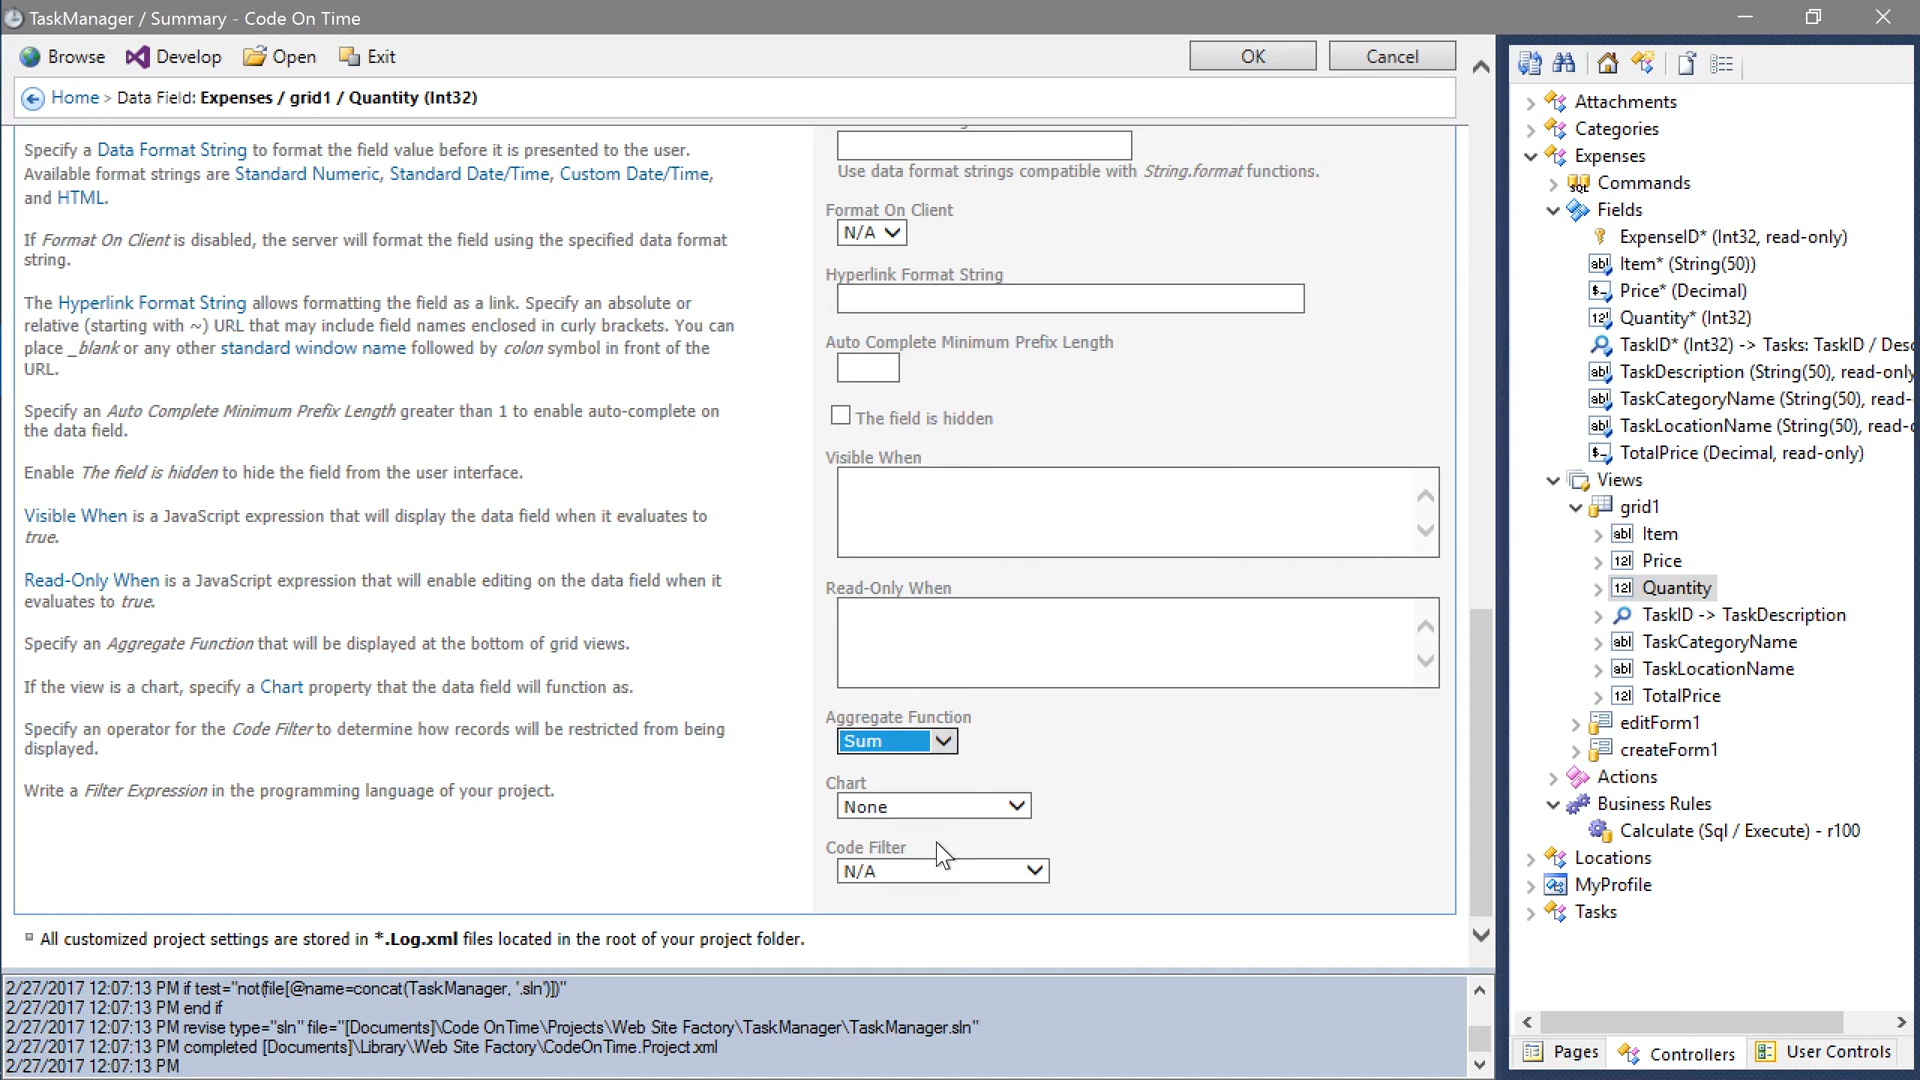 TaskManager / Summary - Code On Time
Browse Develop Open Exit OK Cancel
Home > Data Field: Expenses / grid1 / Quantity (Int32)
Specify a Data Format String to format the field value before it is presented to the user.
Available format strings are Standard Numeric, Standard Date/Time, Custom Date/Time,
and HTML.
If Format On Client is disabled, the server will format the field using the specified data format
string.
The Hyperlink Format String allows formatting the field as a link. Specify an absolute or
relative (starting with ~) URL that may include field names enclosed in curly brackets. You can
place _blank or any other standard window name followed by colon symbol in front of the
URL.
Specify an Auto Complete Minimum Prefix Length greater than 1 to enable auto-complete on
the data field.
Enable The field is hidden to hide the field from the user interface.
Visible When is a JavaScript expression that will display the data field when it evaluates to
true.
Read-Only When is a JavaScript expression that will enable editing on the data field when it
evaluates to true.
Specify an Aggregate Function that will be displayed at the bottom of grid views.
If the view is a chart, specify a Chart property that the data field will function as.
Specify an operator for the Code Filter to determine how records will be restricted from being
displayed.
Write a Filter Expression in the programming language of your project.
Use data format strings compatible with String.format functions.
Format On Client
N/A
Hyperlink Format String
Auto Complete Minimum Prefix Length
The field is hidden
Visible When
Read-Only When
Aggregate Function
Sum
Chart
None
Code Filter
N/A
All customized project settings are stored in *.Log.xml files located in the root of your project folder.
2/27/2017 12:07:13 PM if test="not(file[@name=concat(TaskManager, '.sln')])"
2/27/2017 12:07:13 PM end if
2/27/2017 12:07:13 PM revise type="sln" file="[Documents]\Code OnTime\Projects\Web Site Factory\TaskManager\TaskManager.sln"
2/27/2017 12:07:13 PM completed [Documents]\Library\Web Site Factory\CodeOnTime.Project.xml
2/27/2017 12:07:13 PM
Attachments
Categories
Expenses
Commands
Fields
ExpenseID* (Int32, read-only)
Item* (String(50))
Price* (Decimal)
Quantity* (Int32)
TaskID* (Int32) -> Tasks: TaskID / Desc
TaskDescription (String(50), read-only
TaskCategoryName (String(50), read-
TaskLocationName (String(50), read-o
TotalPrice (Decimal, read-only)
Views
grid1
Item
Price
Quantity
TaskID -> TaskDescription
TaskCategoryName
TaskLocationName
TotalPrice
editForm1
createForm1
Actions
Business Rules
Calculate (Sql / Execute) - r100
Locations
MyProfile
Tasks
Pages Controllers User Controls